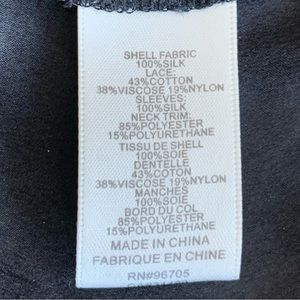 SHELL FABRIC
100%SILK
LACE:
43%COTTON
38%VISCOSE 19%NYLON
SLEEVES:
100%SILK
NECK TRIM:
85%POLYESTER
15%POLYURETHANE
TISSU DE SHELL
100%SOIE
DENTELLE
43%COTON
38%VISCOSE 19%NYLON
MANCHES
100%SOIE
BORD DU COL
85%POLYESTER
15%POLYURETHANE
MADE IN CHINA
FABRIQUE EN CHINE
RN#96705